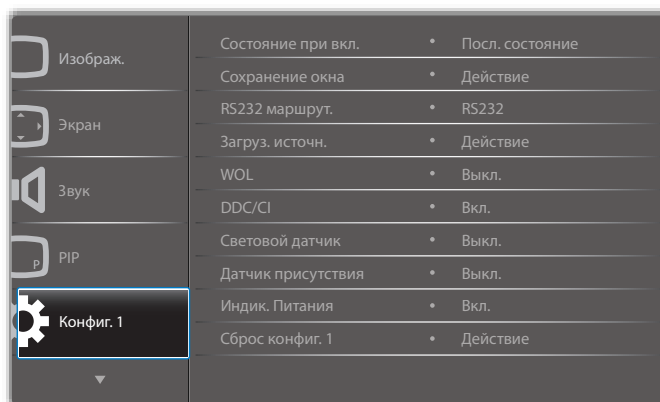 Изображ.
Экран
Звук
P
PIP
Конфиг. 1
Состояние при вкл. • Посл. состояние
Сохранение окна • Действие
RS232 маршрут. • RS232
Загруз. источн. • Действие
WOL • Выкл.
DDC/CI • Вкл.
Световой датчик • Выкл.
Датчик присутствия • Выкл.
Индик. Питания • Вкл.
Сброс конфиг. 1 • Действие